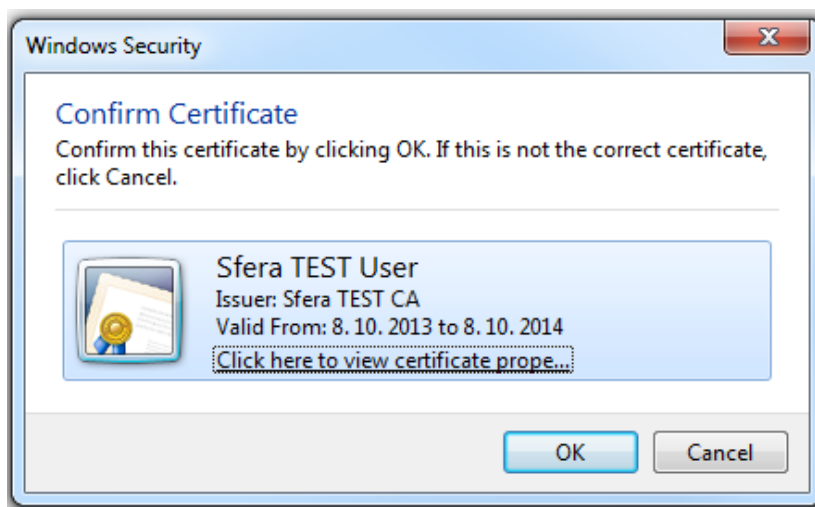 Windows Security
Confirm Certificate
Confirm this certificate by clicking OK. If this is not the correct certificate,
click Cancel.
Sfera TEST User
Issuer: Sfera TEST CA
Valid From: 8. 10. 2013 to 8. 10. 2014
Click here to view certificate prope...
OK
Cancel